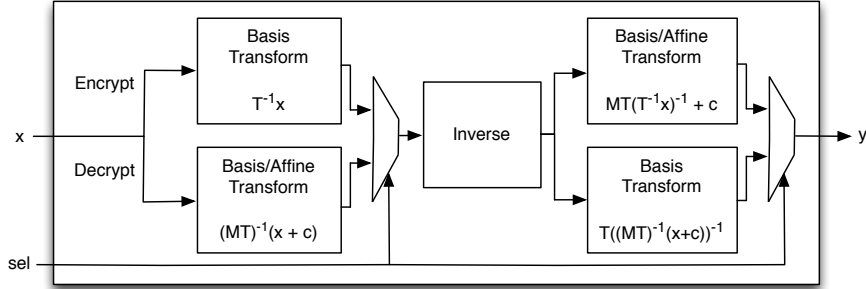 Basis
Transform
T⁻¹x
Encrypt
x
Decrypt
Basis/Affine
Transform
(MT)⁻¹(x + c)
sel
Inverse
Basis/Affine
Transform
MT(T⁻¹x)⁻¹ + c
Basis
Transform
T((MT)⁻¹(x+c))⁻¹
y